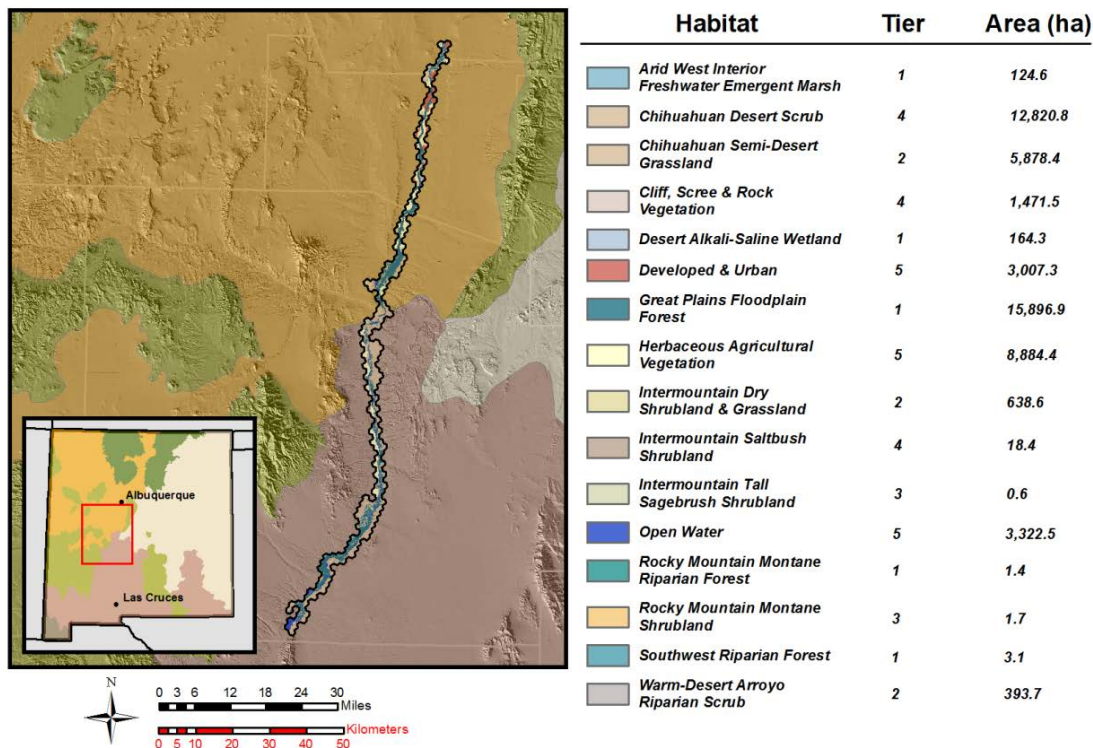 Habitat Tier Area (ha)
Arid West Interior
Freshwater Emergent Marsh 1 124.6
Chihuahuan Desert Scrub 4 12,820.8
Chihuahuan Semi-Desert
Grassland 2 5,878.4
Cliff, Scree & Rock
Vegetation 4 1,471.5
Desert Alkali-Saline Wetland 1 164.3
Developed & Urban 5 3,007.3
Great Plains Floodplain
Forest 1 15,896.9
Herbaceous Agricultural
Vegetation 5 8,884.4
Intermountain Dry
Shrubland & Grassland 2 638.6
Intermountain Saltbush
Shrubland 4 18.4
Intermountain Tall
Sagebrush Shrubland 3 0.6
Open Water 5 3,322.5
Rocky Mountain Montane
Riparian Forest 1 1.4
Rocky Mountain Montane
Shrubland 3 1.7
Southwest Riparian Forest 1 3.1
Warm-Desert Arroyo
Riparian Scrub 2 393.7
Albuquerque
Las Cruces
N
0 3 6 12 18 24 30
Miles
Kilometers
0 5 10 20 30 40 50